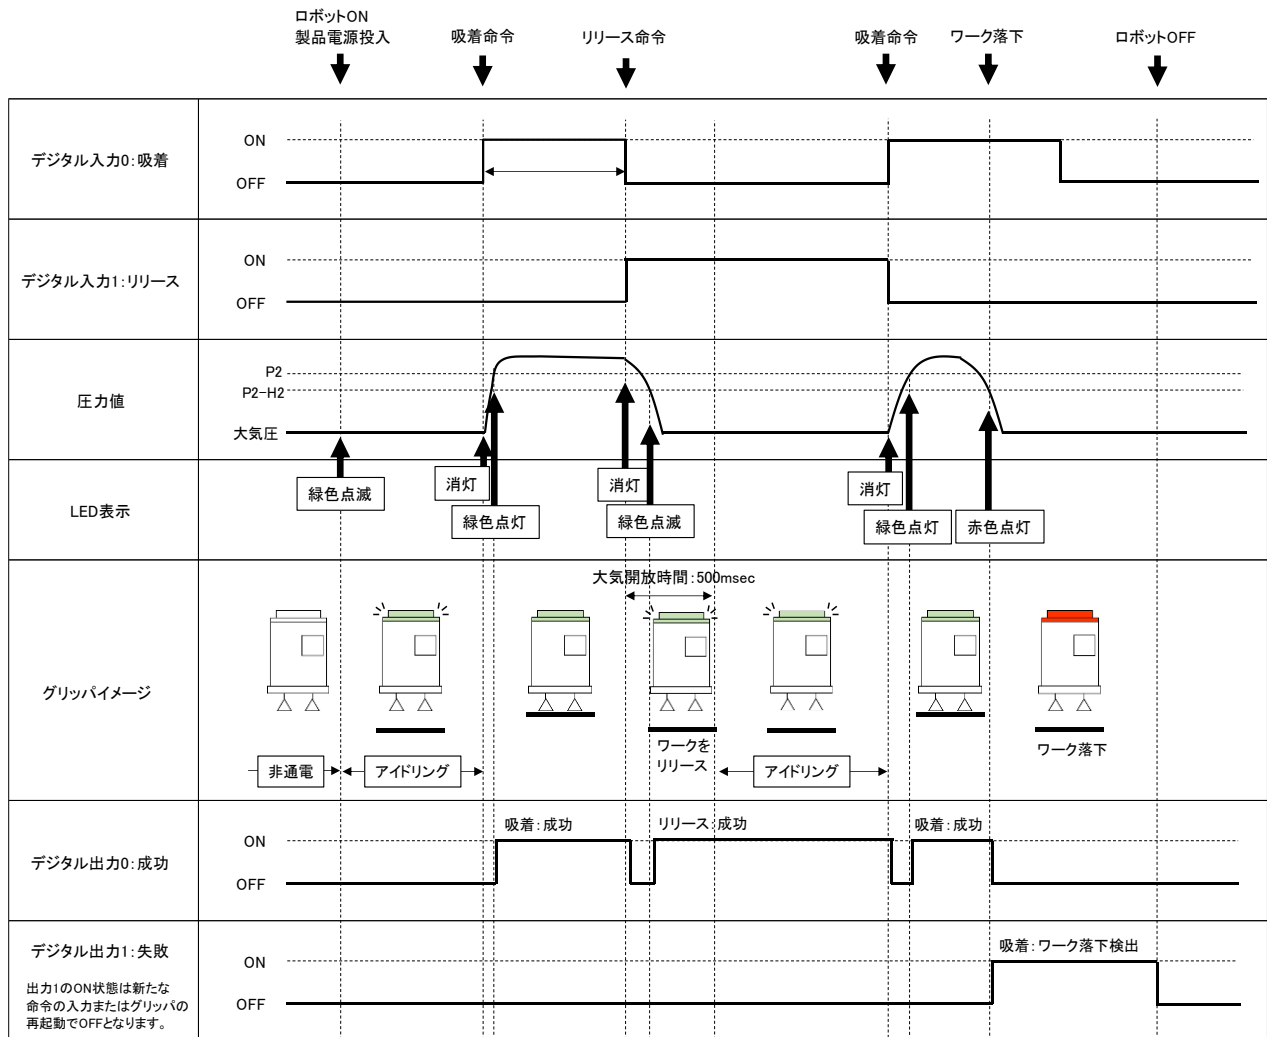 ロボットON
製品電源投入
吸着命令
リリース命令
吸着命令
ワーク落下
ロボットOFF
デジタル入力0:吸着
ON
OFF
デジタル入力1:リリース
ON
OFF
圧力値
P2
P2-H2
大気圧
LED表示
緑色点滅
消灯
緑色点灯
消灯
緑色点滅
消灯
緑色点灯
赤色点灯
グリッパイメージ
大気開放時間:500msec
ワークを
リリース
ワーク落下
非通電
アイドリング
アイドリング
デジタル出力0:成功
ON
OFF
吸着:成功
リリース:成功
吸着:成功
デジタル出力1:失敗
出力1のON状態は新たな
命令の入力またはグリッパの
再起動でOFFとなります。
ON
OFF
吸着:ワーク落下検出